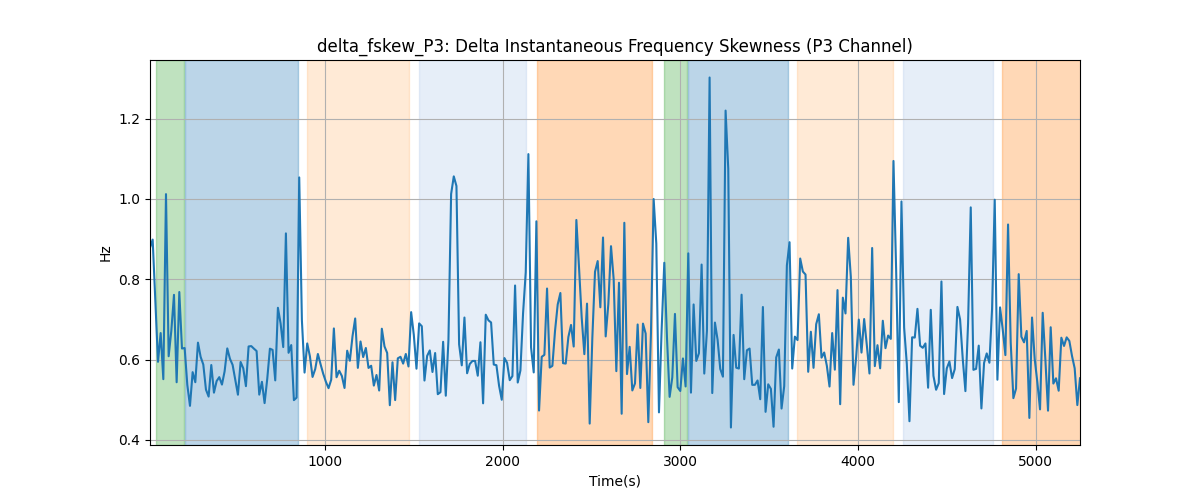 delta_fskew_P3: Delta Instantaneous Frequency Skewness (P3 Channel)
Hz
1.2
1.0
0.8
0.6
0.4
1000 2000 3000 4000 5000
Time(s)